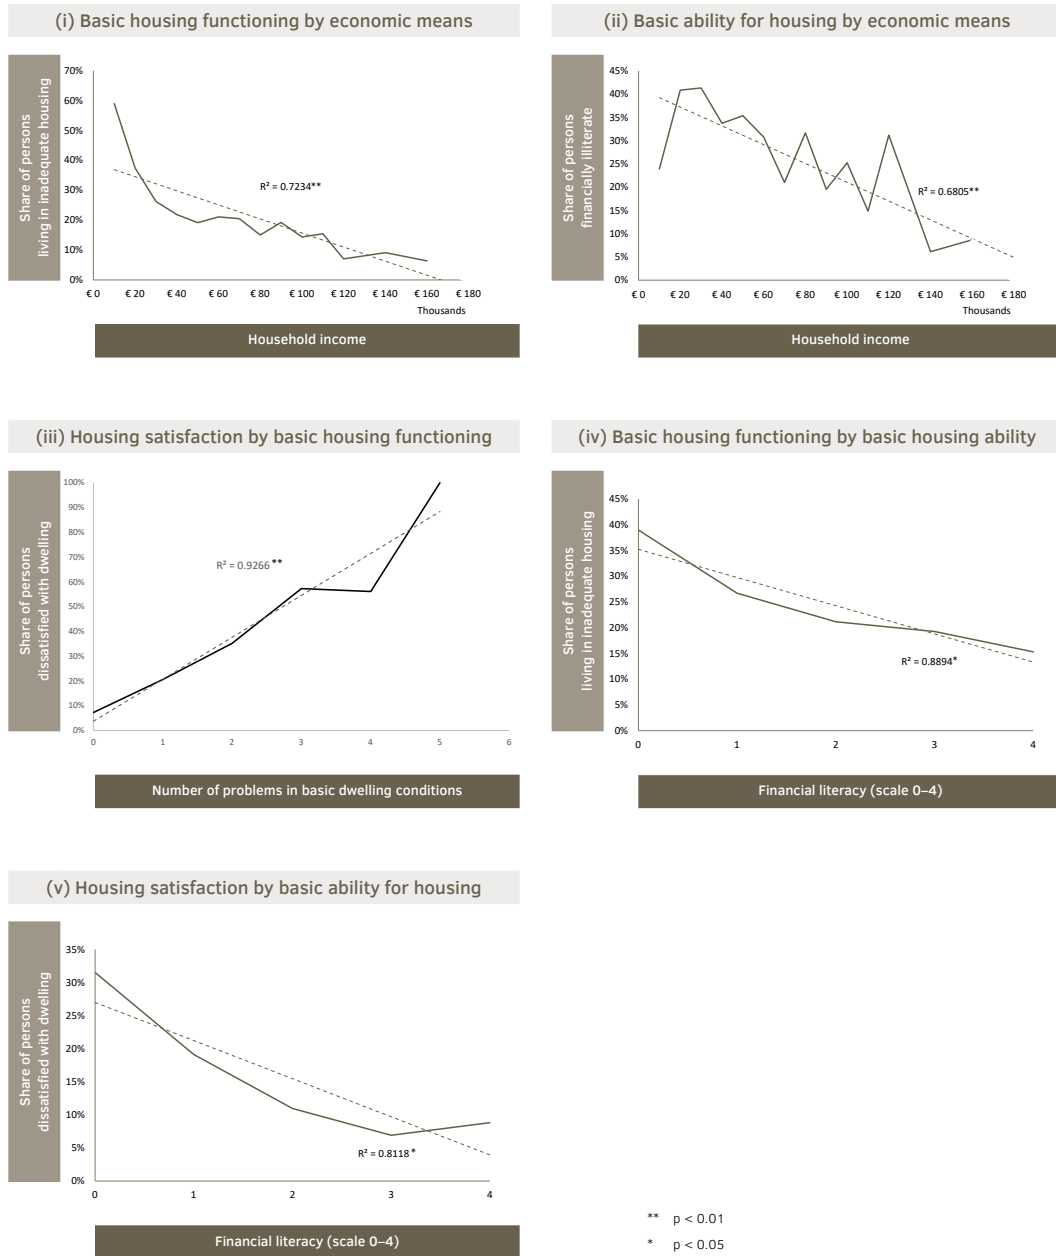 (i) Basic housing functioning by economic means
Share of persons
living in inadequate housing
70%
60%
50%
40%
30%
20%
10%
0%
R² = 0.7234**
€ 0
€ 20
€ 40
€ 60
€ 80
€ 100
€ 120
€ 140
€ 160
€ 180
Thousands
Household income
(ii) Basic ability for housing by economic means
Share of persons
financially illiterate
45%
40%
35%
30%
25%
20%
15%
10%
5%
0%
R² = 0.6805**
€ 0
€ 20
€ 40
€ 60
€ 80
€ 100
€ 120
€ 140
€ 160
€ 180
Thousands
Household income
(iii) Housing satisfaction by basic housing functioning
Share of persons
dissatisfied with dwelling
100%
90%
80%
70%
60%
50%
40%
30%
20%
10%
0%
R² = 0.9266**
0
1
2
3
4
5
6
Number of problems in basic dwelling conditions
(iv) Basic housing functioning by basic housing ability
Share of persons
living in inadequate housing
45%
40%
35%
30%
25%
20%
15%
10%
5%
0%
R² = 0.8894*
0
1
2
3
4
Financial literacy (scale 0–4)
(v) Housing satisfaction by basic ability for housing
Share of persons
dissatisfied with dwelling
35%
30%
25%
20%
15%
10%
5%
0%
R² = 0.8118*
0
1
2
3
4
Financial literacy (scale 0–4)
** p < 0.01
* p < 0.05